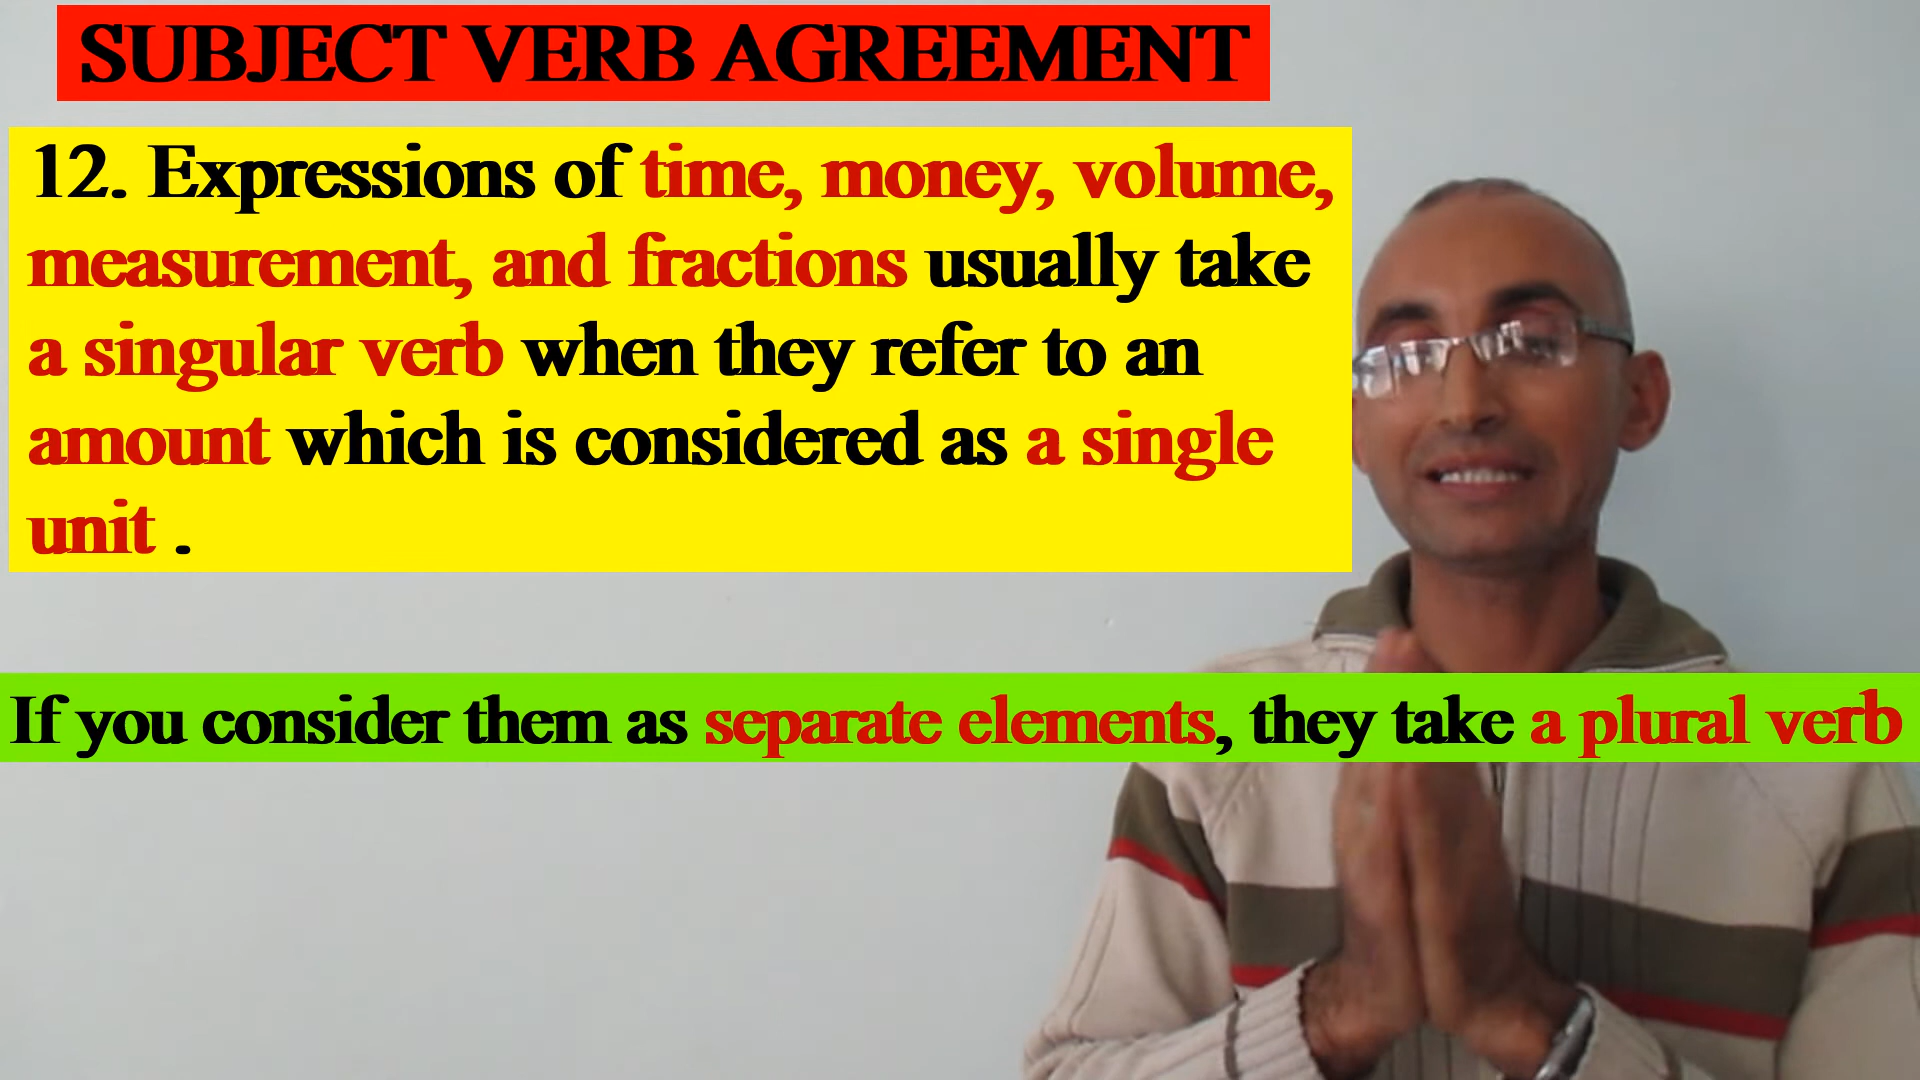 SUBJECT VERB AGREEMENT
12. Expressions of time, money, volume,
measurement, and fractions usually take
a singular verb when they refer to an
amount which is considered as a single
unit .
If you consider them as separate elements, they take a plural verb